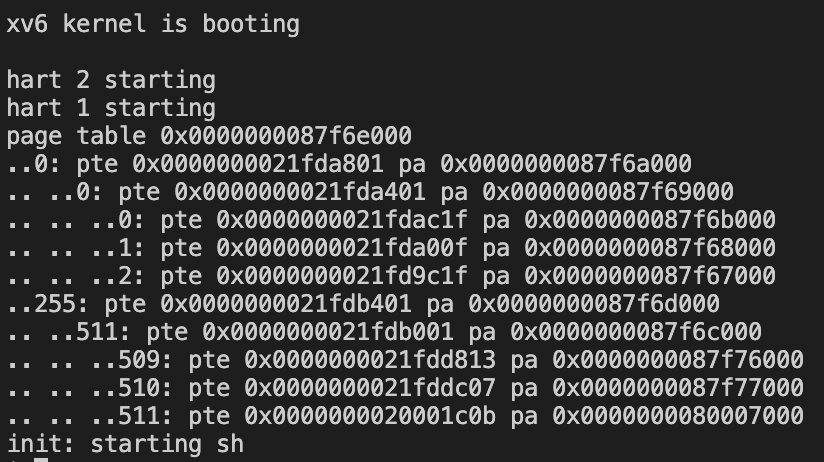 xv6 kernel is booting
hart 2 starting
hart 1 starting
page table 0x0000000087f6e000
..0: pte 0x0000000021fda801 pa 0x0000000087f6a000
.. ..0: pte 0x0000000021fda401 pa 0x0000000087f69000
.. .. ..0: pte 0x0000000021fdac1f pa 0x0000000087f6b000
.. .. ..1: pte 0x0000000021fda00f pa 0x0000000087f68000
.. .. ..2: pte 0x0000000021fd9c1f pa 0x0000000087f67000
..255: pte 0x0000000021fdb401 pa 0x0000000087f6d000
.. ..511: pte 0x0000000021fdb001 pa 0x0000000087f6c000
.. .. ..509: pte 0x0000000021fdd813 pa 0x0000000087f76000
.. .. ..510: pte 0x0000000021fddc07 pa 0x0000000087f77000
.. .. ..511: pte 0x0000000020001c0b pa 0x0000000080007000
init: starting sh